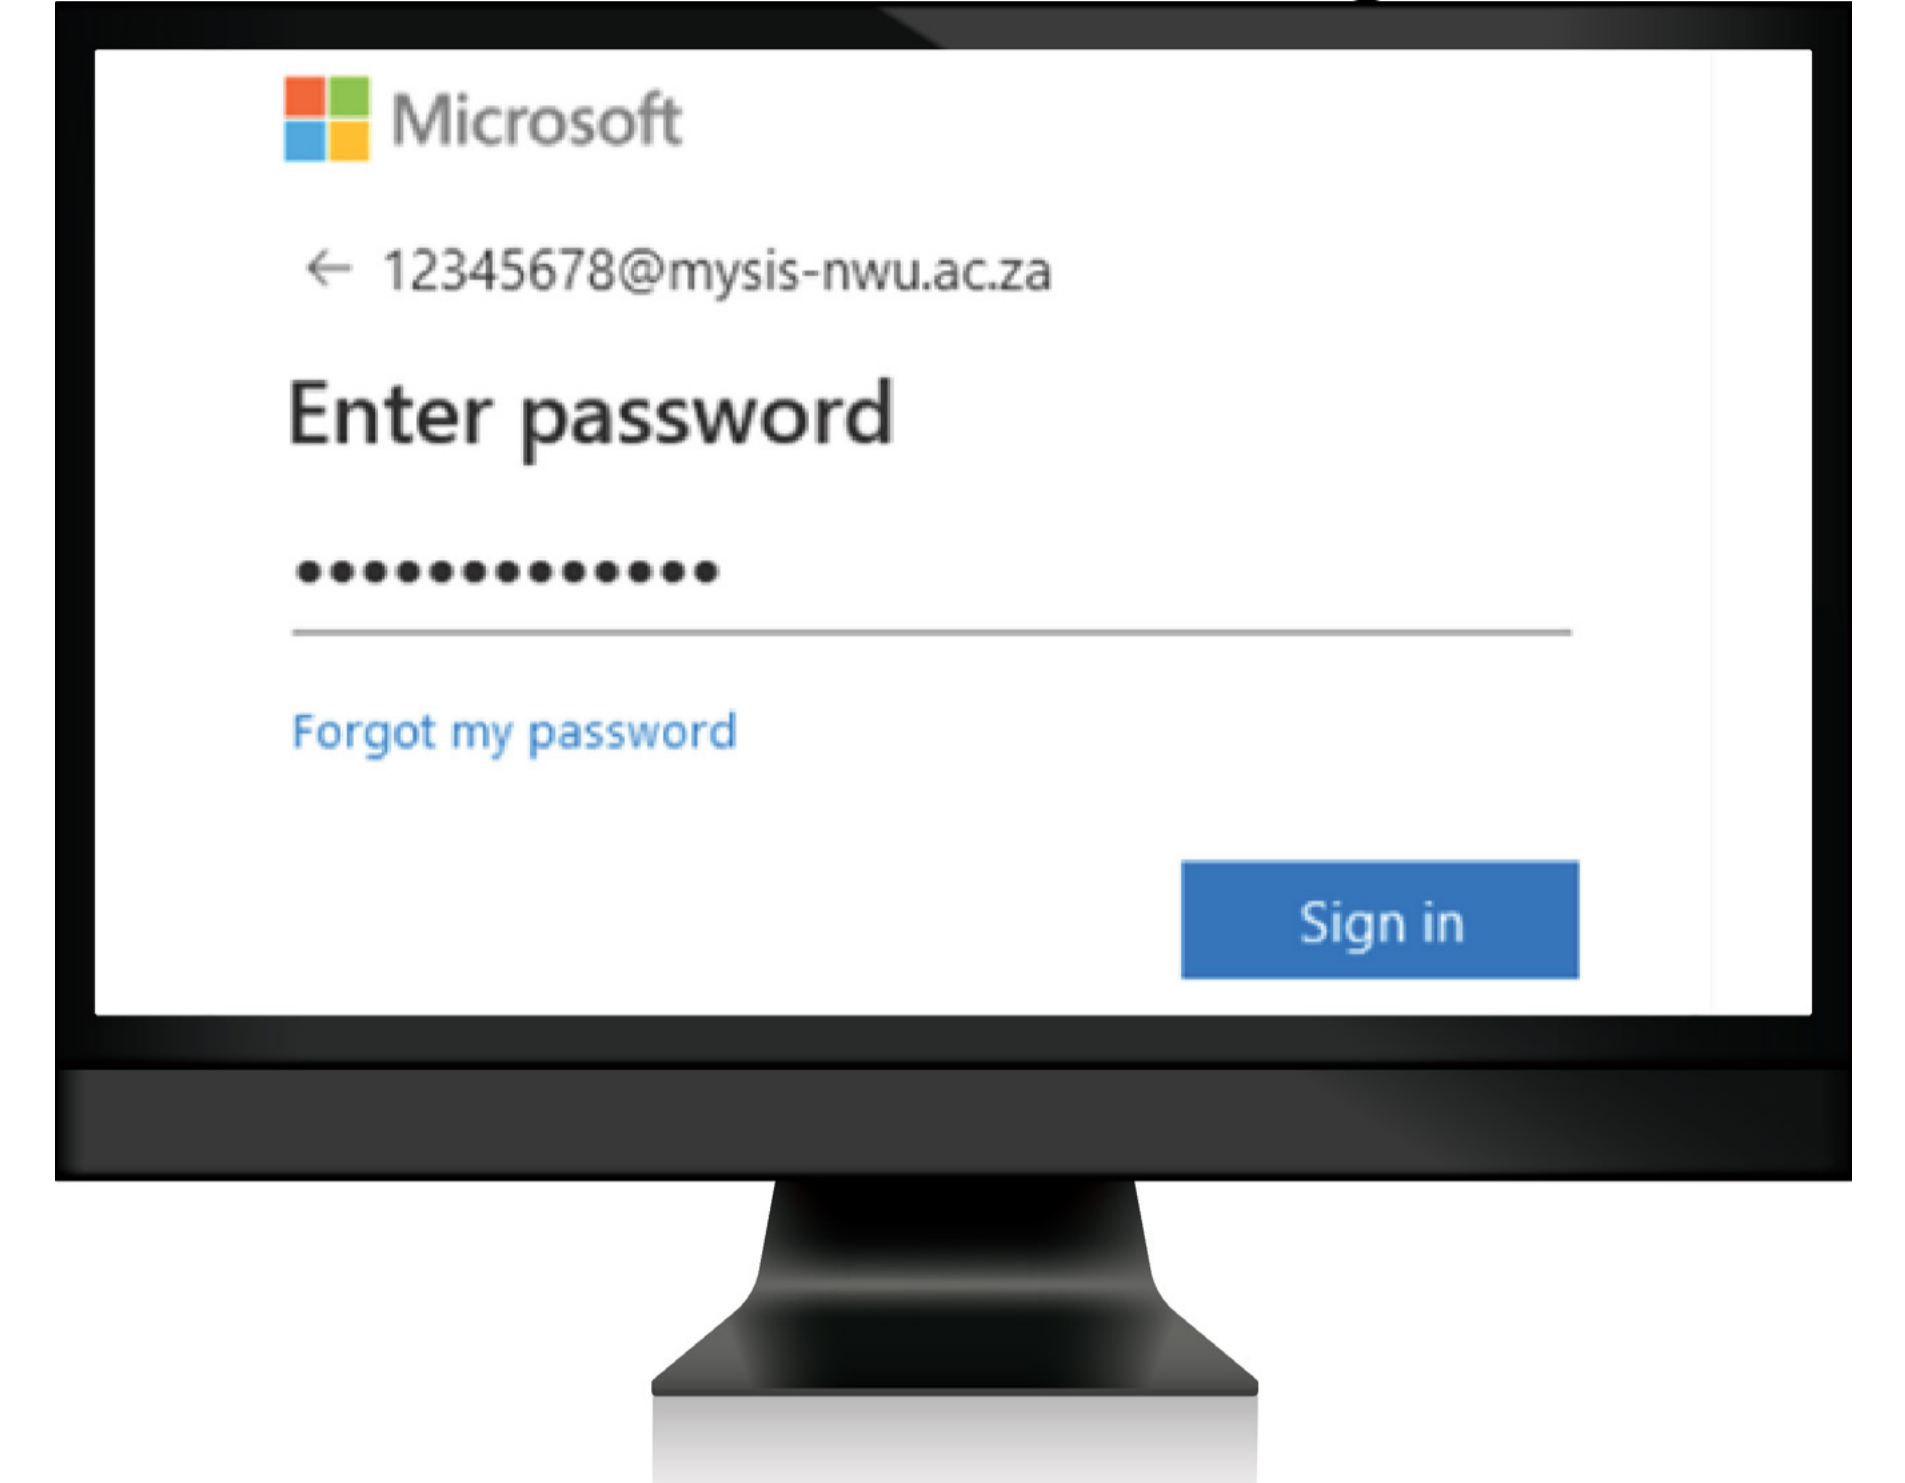 Microsoft
← 12345678@mysis-nwu.ac.za
Enter password
•••••••••••••
Forgot my password
Sign in